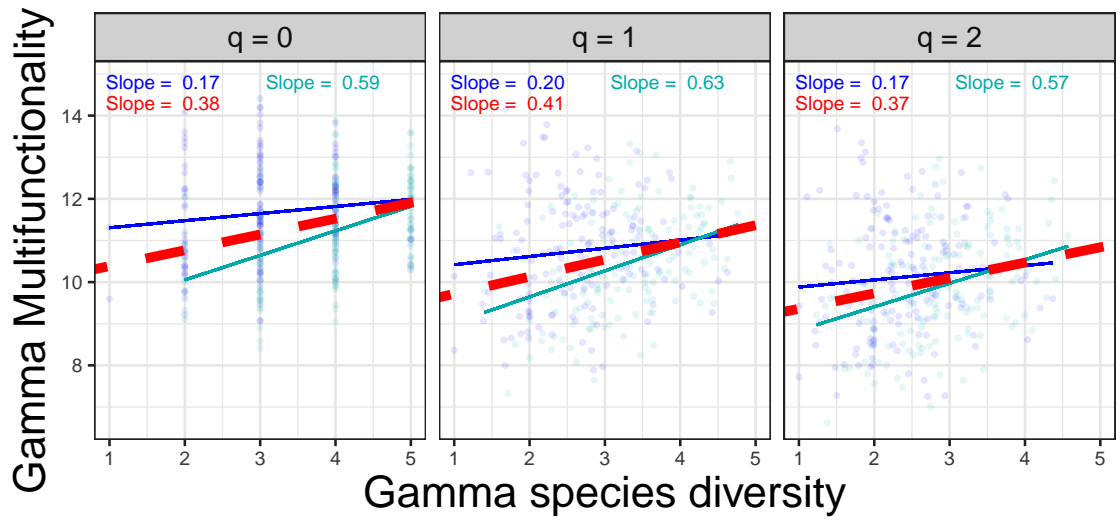 Gamma Multifunctionality
q = 0
q = 1
q = 2
Slope = 0.17
Slope = 0.59
Slope = 0.38
Slope = 0.20
Slope = 0.63
Slope = 0.41
Slope = 0.17
Slope = 0.57
Slope = 0.37
14
12
10
8
1 2 3 4 5
1 2 3 4 5
1 2 3 4 5
Gamma species diversity